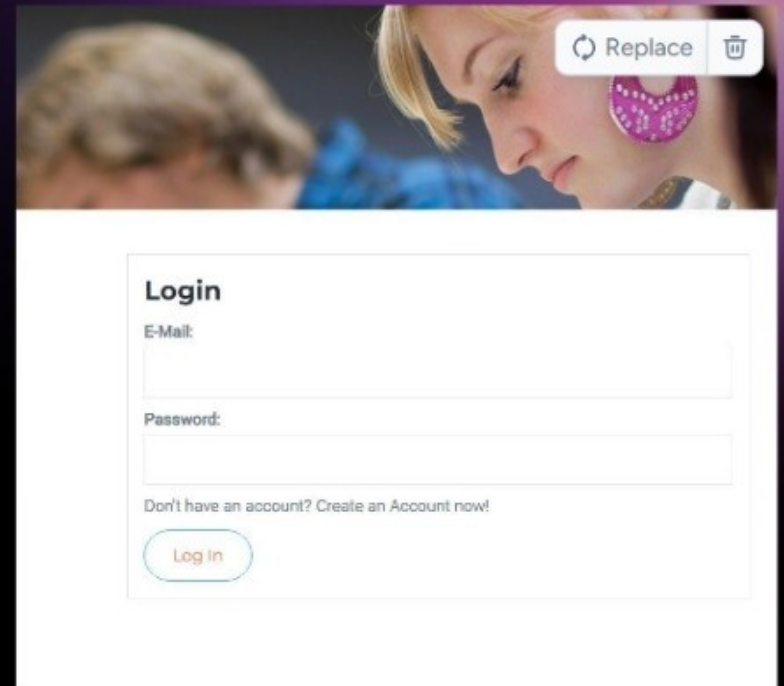 Replace
Login
E-Mail:
Password:
Don't have an account? Create an Account now!
Log In